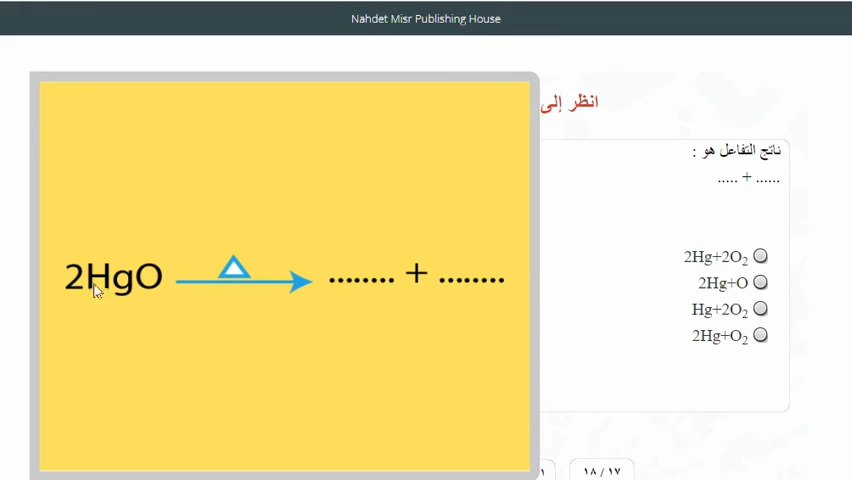 Nahdet Misr Publishing House
انظر إلى
ناتج التفاعل هو :
...... + .....
2HgO ........ + ........
2Hg+2O₂
2Hg+O
Hg+2O₂
2Hg+O₂
١٧ / ١٨